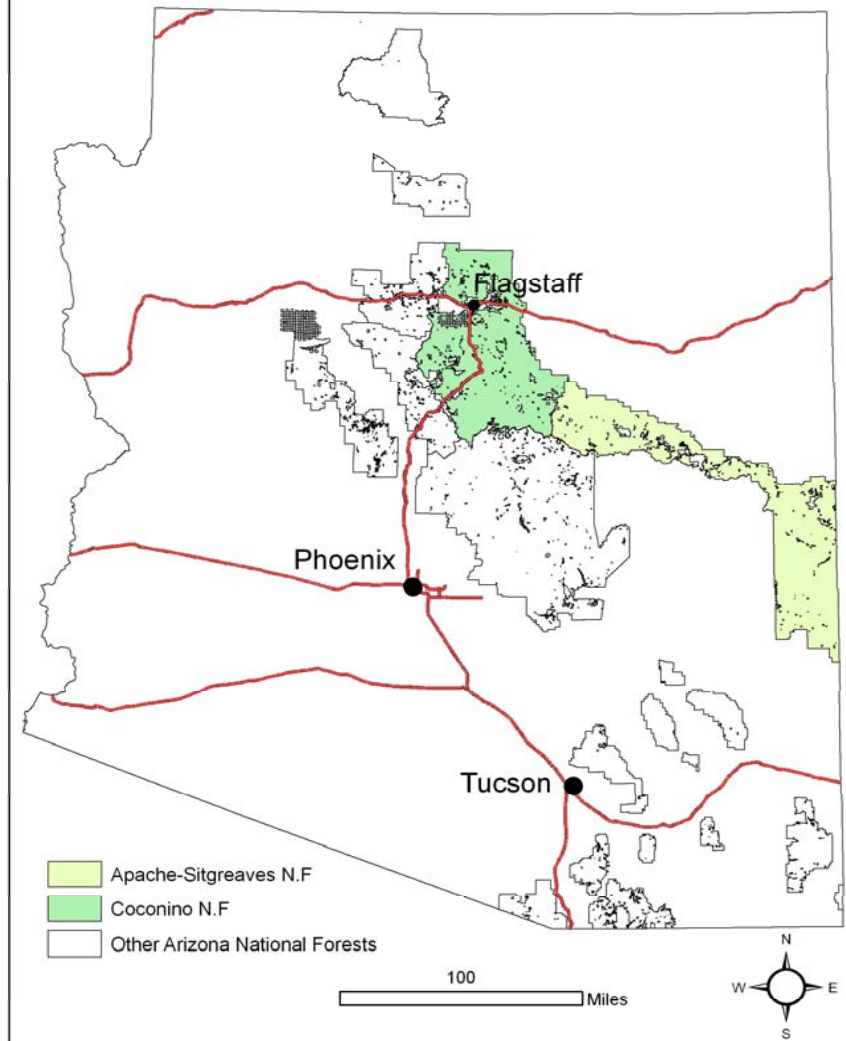 Flagstaff
Phoenix
Tucson
Apache-Sitgreaves N.F
Coconino N.F
Other Arizona National Forests
100
Miles
N
W E
S